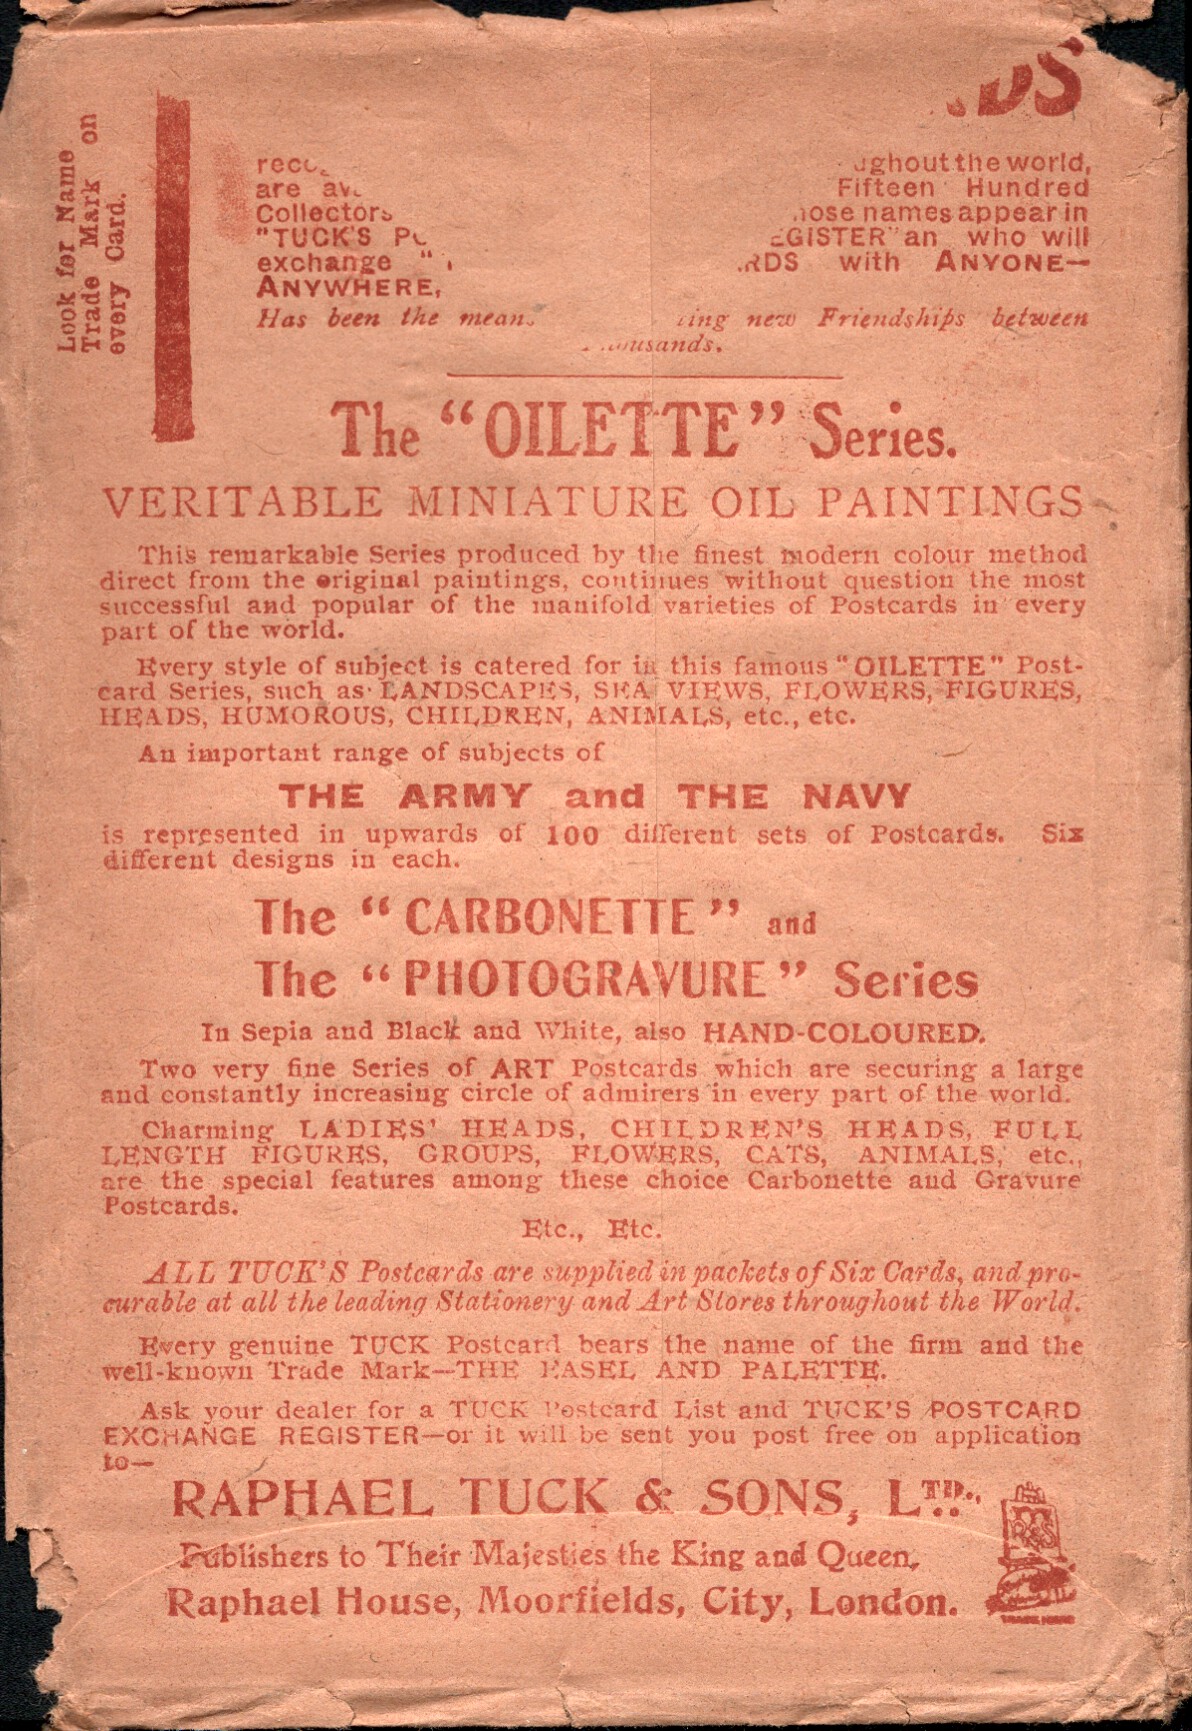 Look for Name
Trade Mark on
every Card.
DS
ughout the world,
are Fifteen Hundred
Collectors names appear in
"TUCK'S EGISTER" an who will
exchange " RDS with ANYONE—
ANYWHERE,
Has been the new Friendships between
The "OILETTE" Series.
VERITABLE MINIATURE OIL PAINTINGS
This remarkable Series produced by the finest modern colour method
direct from the original paintings, continues without question the most
successful and popular of the manifold varieties of Postcards in every
part of the world.
Every style of subject is catered for in this famous "OILETTE" Post-
card Series, such as LANDSCAPES, SEA VIEWS, FLOWERS, FIGURES,
HEADS, HUMOROUS, CHILDREN, ANIMALS, etc., etc.
An important range of subjects of
THE ARMY and THE NAVY
is represented in upwards of 100 different sets of Postcards. Six
different designs in each.
The "CARBONETTE" and
The "PHOTOGRAVURE" Series
In Sepia and Black and White, also HAND-COLOURED.
Two very fine Series of ART Postcards which are securing a large
and constantly increasing circle of admirers in every part of the world.
Charming LADIES' HEADS, CHILDREN'S HEADS, FULL
LENGTH FIGURES, GROUPS, FLOWERS, CATS, ANIMALS, etc.,
are the special features among these choice Carbonette and Gravure
Postcards.
Etc., Etc.
ALL TUCK'S Postcards are supplied in packets of Six Cards, and pro-
curable at all the leading Stationery and Art Stores throughout the World.
Every genuine TUCK Postcard bears the name of the firm and the
well-known Trade Mark—THE EASEL AND PALETTE.
Ask your dealer for a TUCK Postcard List and TUCK'S POSTCARD
EXCHANGE REGISTER—or it will be sent you post free on application
to—
RAPHAEL TUCK & SONS, LTD.,
Publishers to Their Majesties the King and Queen,
Raphael House, Moorfields, City, London.